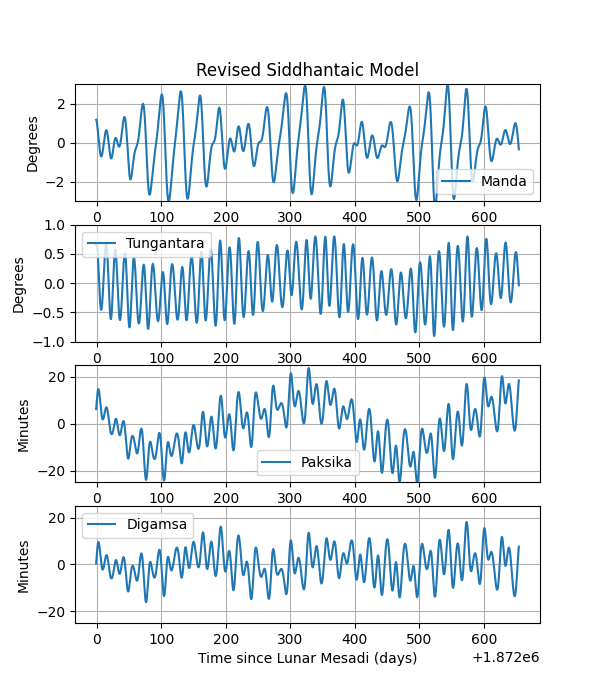 Revised Siddhantaic Model
Degrees
2
0
−2
Manda
0 100 200 300 400 500 600
Degrees
1.0
0.5
0.0
−0.5
−1.0
Tungantara
0 100 200 300 400 500 600
Minutes
20
0
−20
Paksika
0 100 200 300 400 500 600
Minutes
20
0
−20
Digamsa
0 100 200 300 400 500 600
Time since Lunar Mesadi (days)
+1.872e6